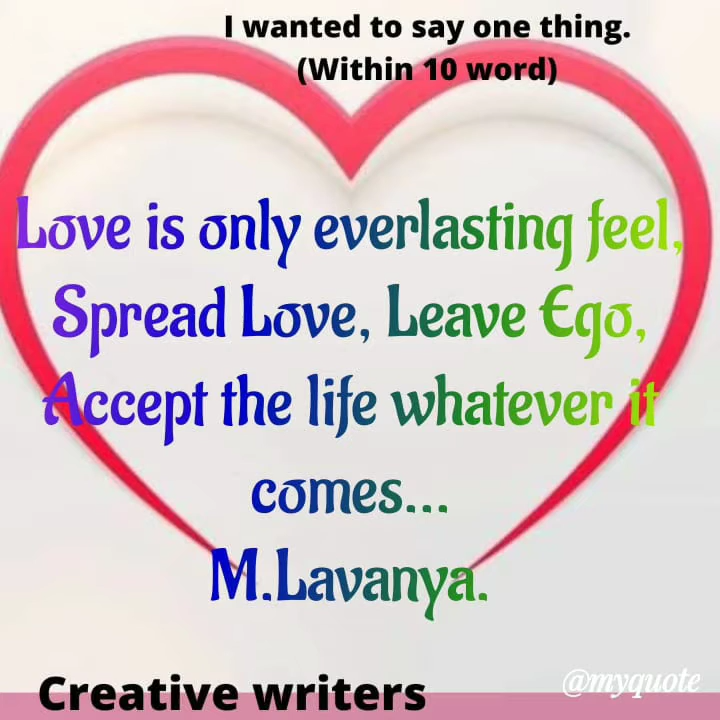 I wanted to say one thing.
(Within 10 word)
Love is only everlasting feel,
Spread Love, Leave Ego,
Accept the life whatever it
comes...
M.Lavanya.
Creative writers
@myquote